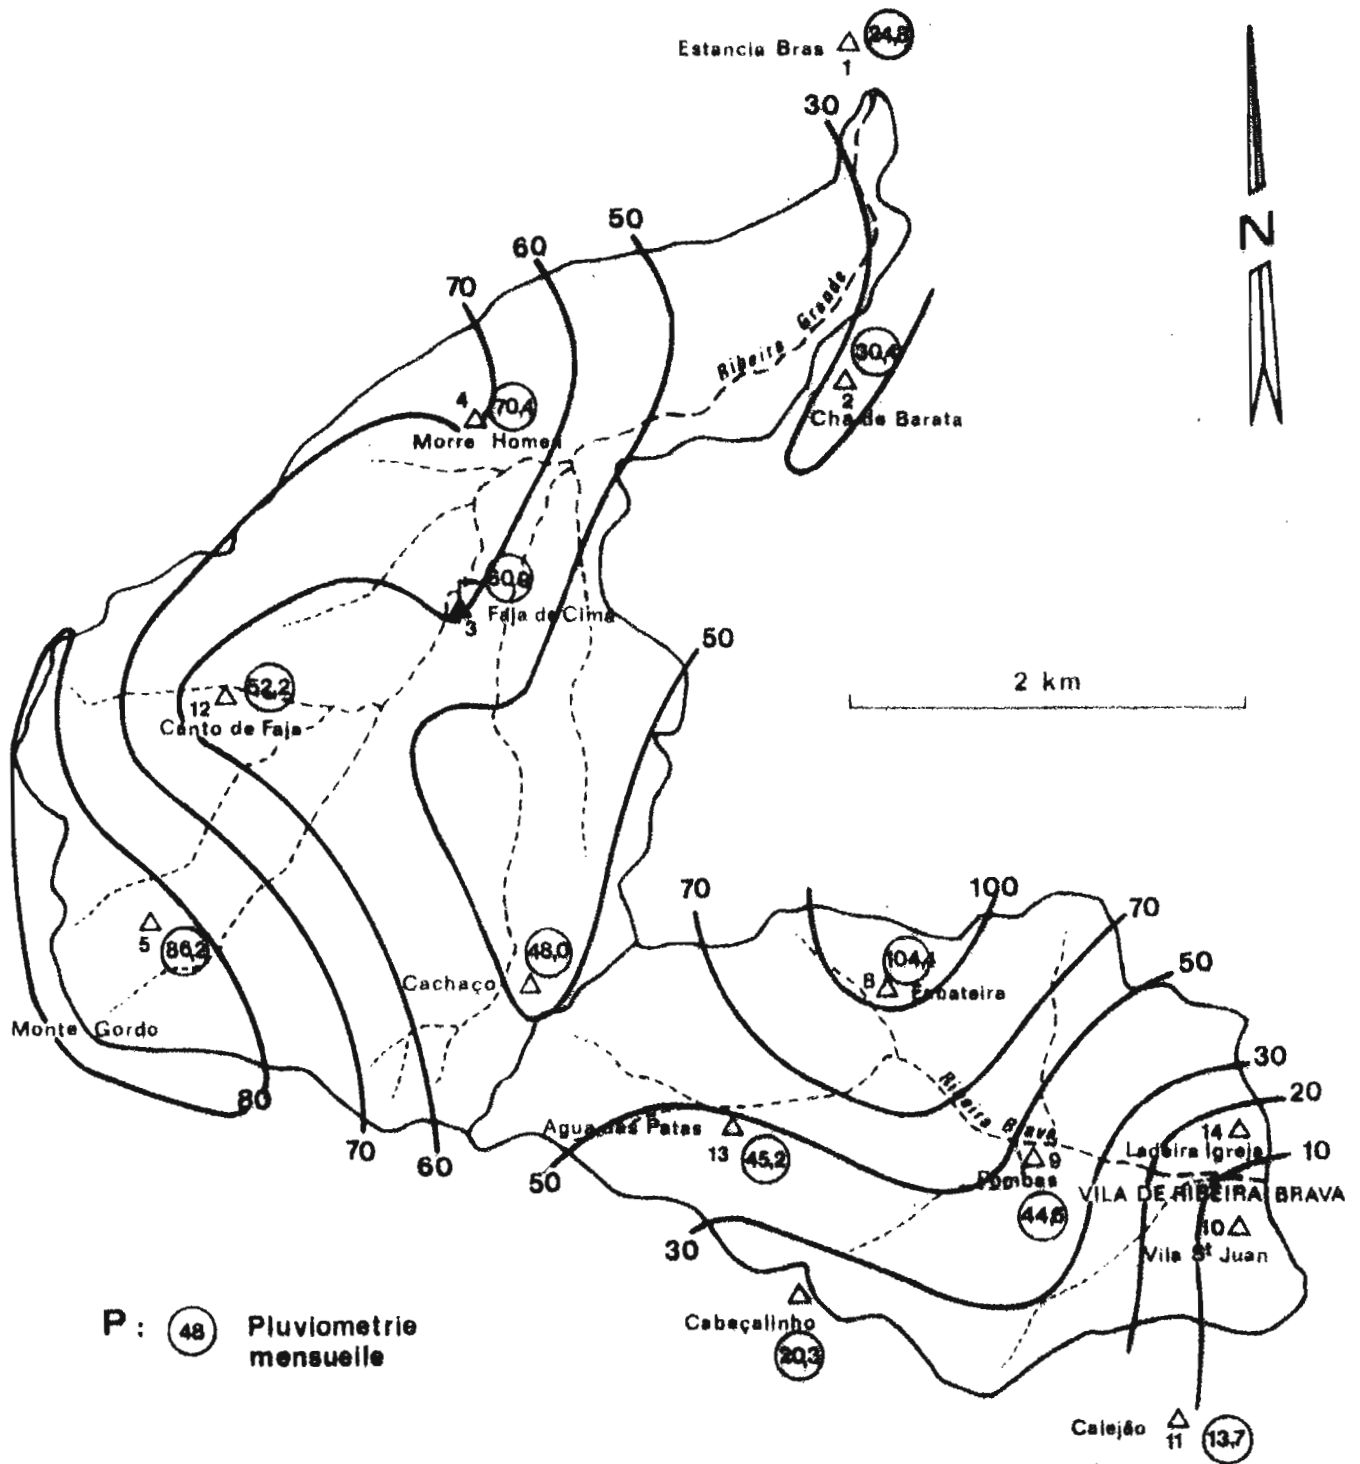 Estancia Bras
24,8
1
30
50
60
70
N
Ribeira Grande
30,4
2
Cha de Barata
4
70,4
Morre Homem
60,9
3
Faja de Cima
50
2 km
52,2
12
Canto de Faja
70
100
70
5
86,2
48,0
Cachaço
104,4
8
50
Monte Gordo
Ribeira Brava
30
20
80
70
60
50
Agua das Patas
13
45,2
9
Pombas
44,6
14
Ladeira Igreja
10
VILA DE RIBEIRA BRAVA
10
Vila St Juan
30
Cabaçalinho
20,3
P : 48 Pluviometrie
mensuelle
Calejão
11
13,7